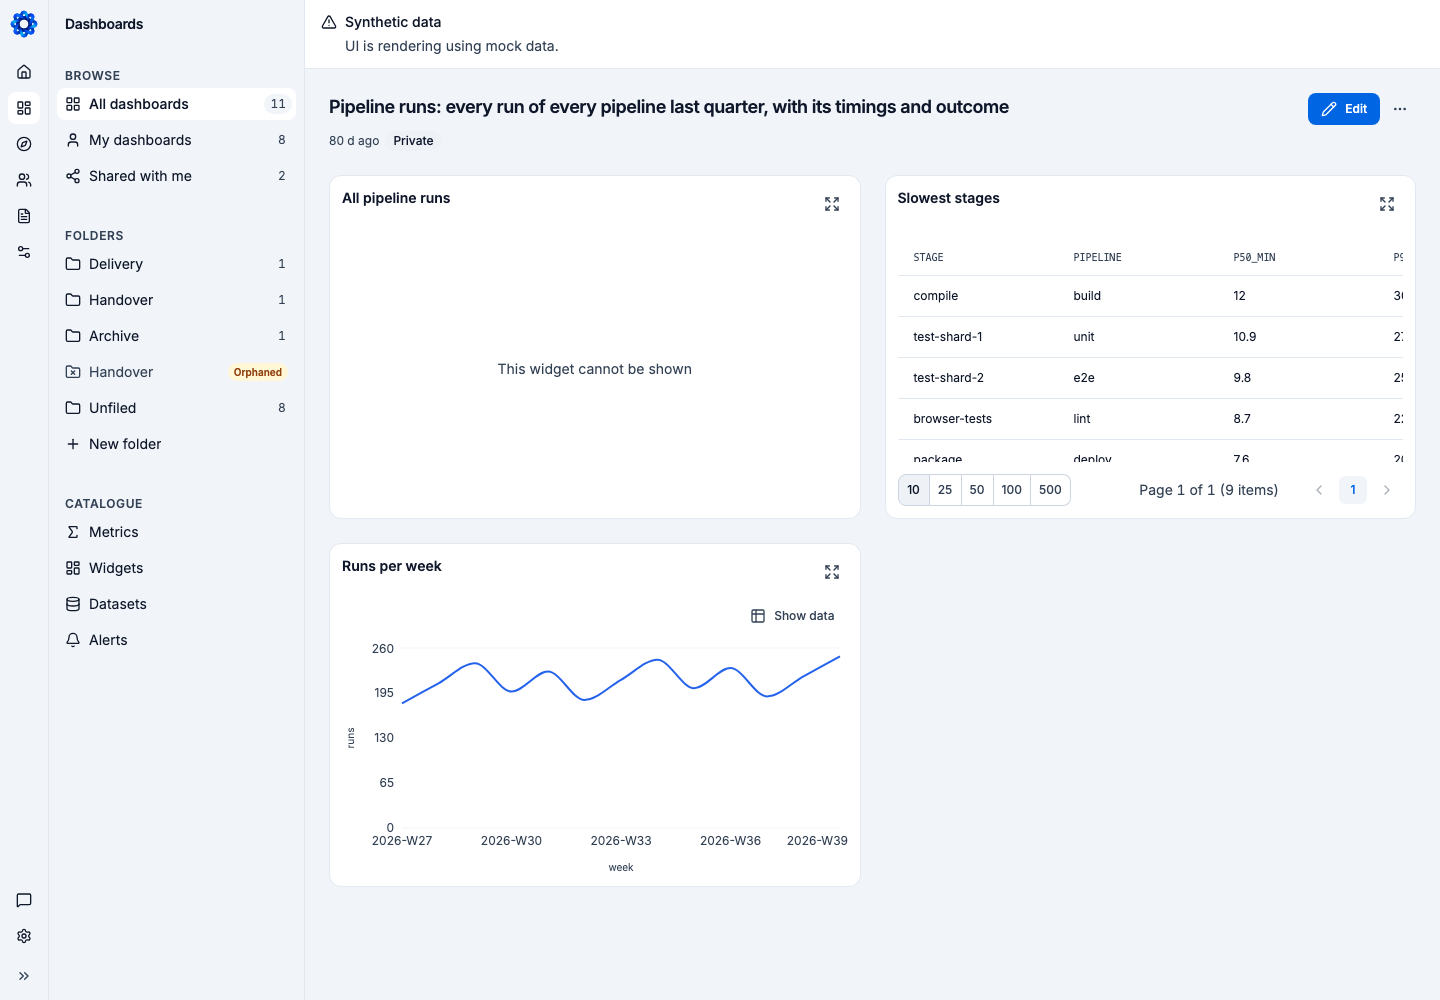 Dashboards
BROWSE
All dashboards 11
My dashboards 8
Shared with me 2
FOLDERS
Delivery 1
Handover 1
Archive 1
Handover Orphaned
Unfiled 8
New folder
CATALOGUE
Metrics
Widgets
Datasets
Alerts
Synthetic data
UI is rendering using mock data.
Pipeline runs: every run of every pipeline last quarter, with its timings and outcome
Edit
80 d ago Private
All pipeline runs
This widget cannot be shown
Slowest stages
STAGE PIPELINE P50_MIN
compile build 12
test-shard-1 unit 10.9
test-shard-2 e2e 9.8
browser-tests lint 8.7
package deploy 7.6
10 25 50 100 500 Page 1 of 1 (9 items) 1
Runs per week
Show data
260
195
130
65
0
runs
2026-W27 2026-W30 2026-W33 2026-W36 2026-W39
week